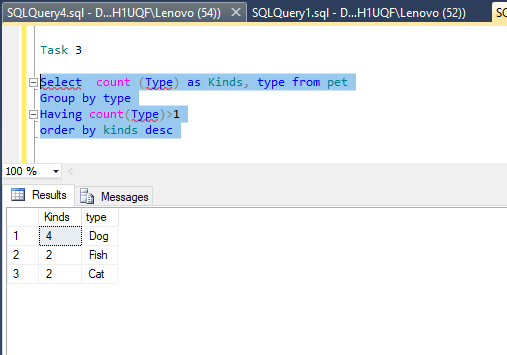 SQLQuery4.sql - D...H1UQF\Lenovo (54)) SQLQuery1.sql - D...H1UQF\Lenovo (52))
Task 3
Select count (Type) as Kinds, type from pet
Group by type
Having count(Type)>1
order by kinds desc
100 %
Results Messages
Kinds type
1 4 Dog
2 2 Fish
3 2 Cat